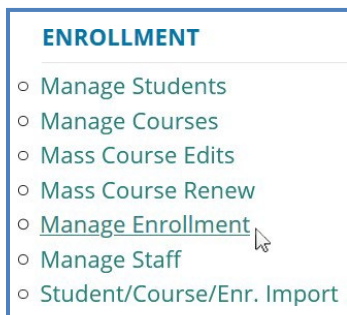 ENROLLMENT
Manage Students
Manage Courses
Mass Course Edits
Mass Course Renew
Manage Enrollment
Manage Staff
Student/Course/Enr. Import